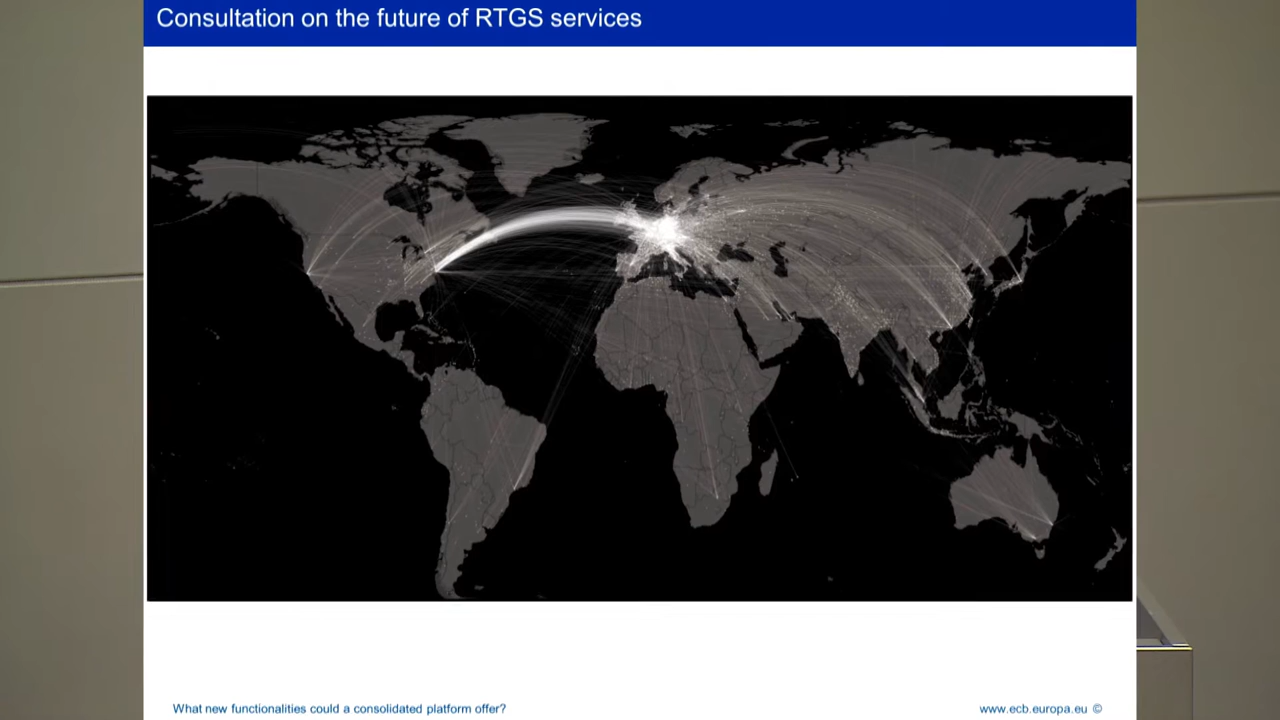 Consultation on the future of RTGS services
What new functionalities could a consolidated platform offer?
www.ecb.europa.eu ©